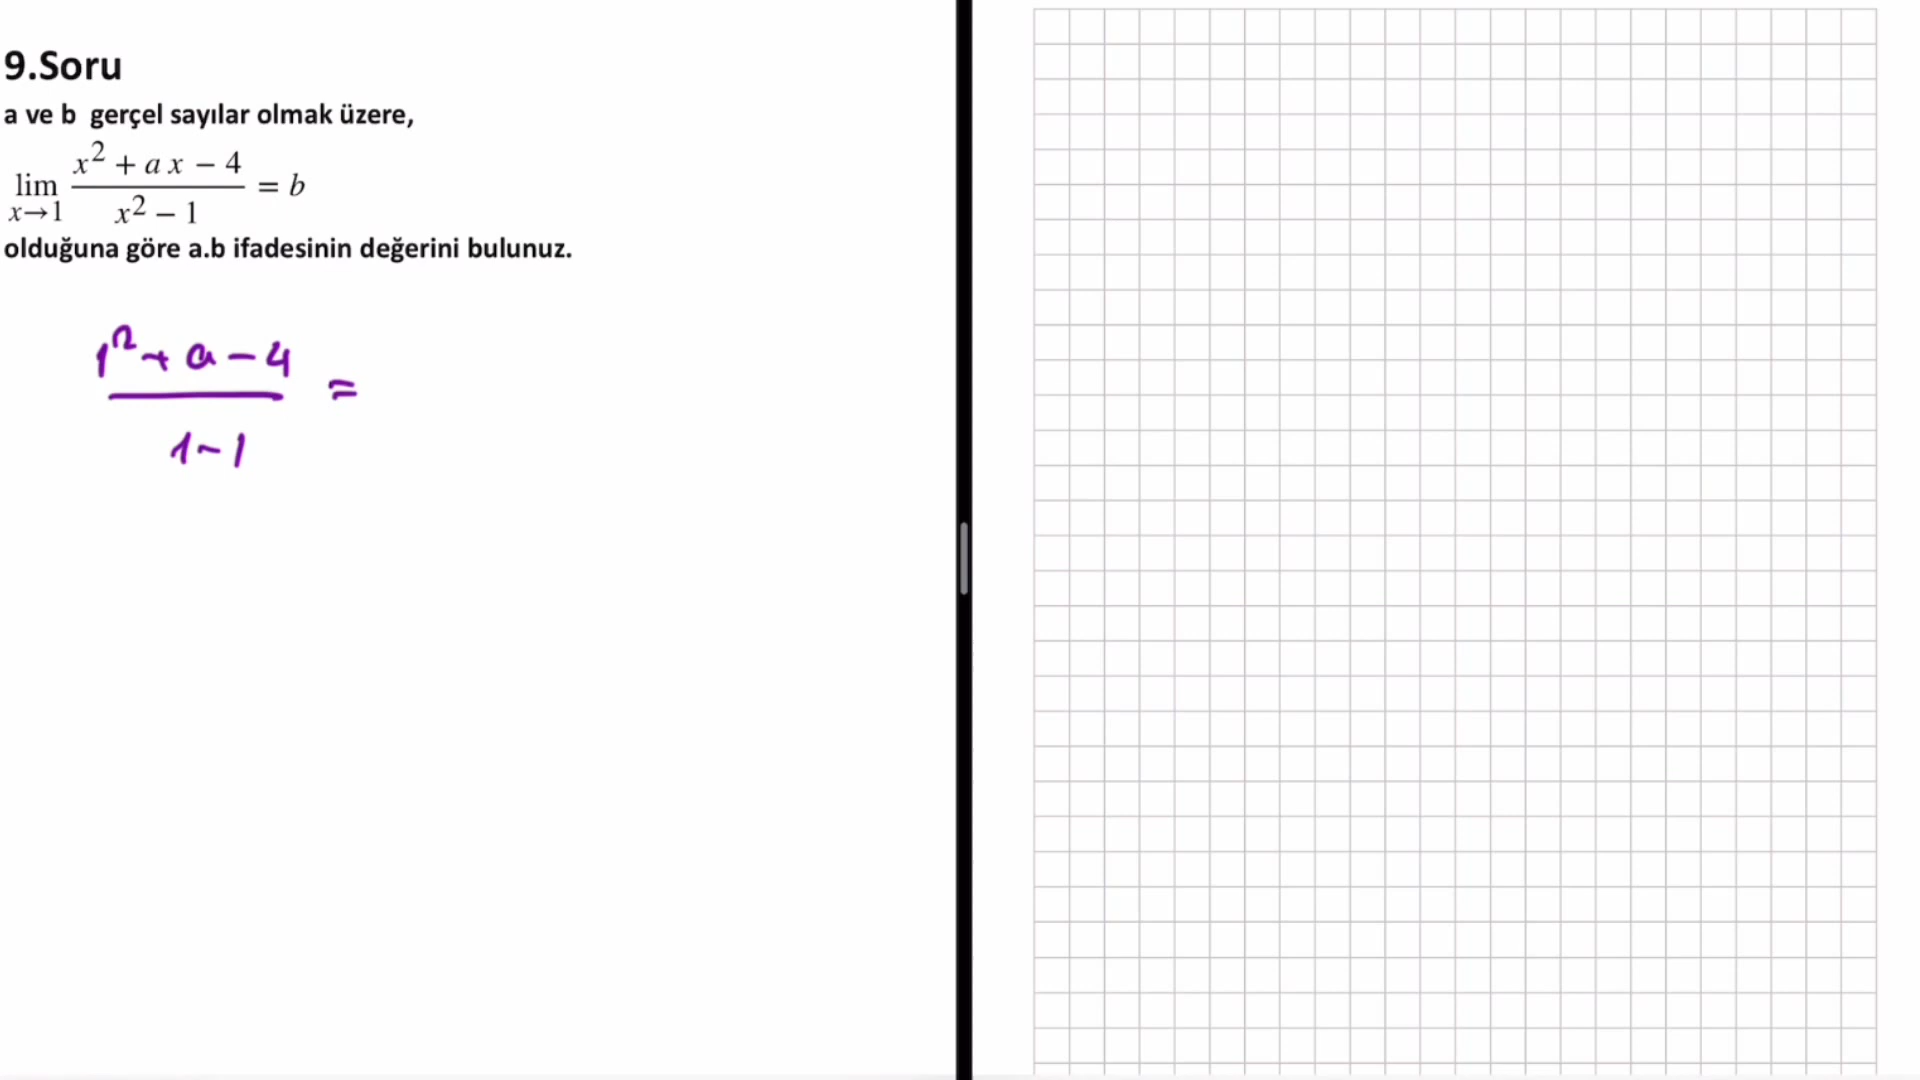 9.Soru
a ve b gerçel sayılar olmak üzere,
lim x→1 (x² + a x − 4)/(x² − 1) = b
olduğuna göre a.b ifadesinin değerini bulunuz.
1² + a − 4
=
1 − 1